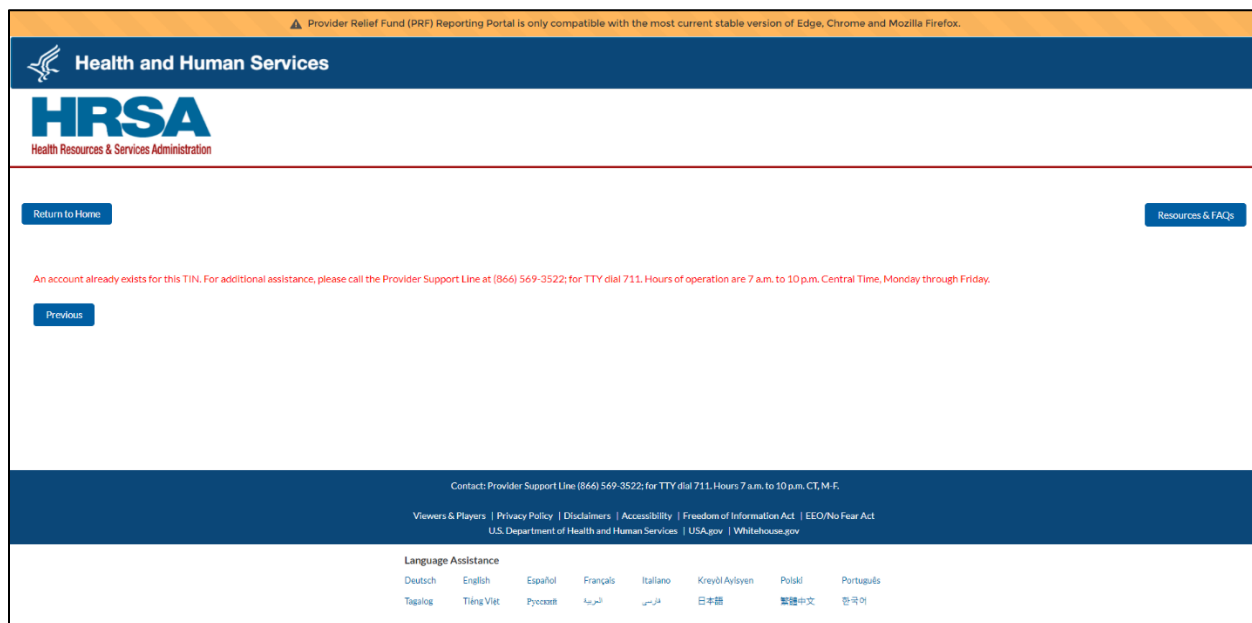 Provider Relief Fund (PRF) Reporting Portal is only compatible with the most current stable version of Edge, Chrome and Mozilla Firefox.
Health and Human Services
HRSA
Health Resources & Services Administration
Return to Home
Resources & FAQs
An account already exists for this TIN. For additional assistance, please call the Provider Support Line at (866) 569-3522; for TTY dial 711. Hours of operation are 7 a.m. to 10 p.m. Central Time, Monday through Friday.
Previous
Contact: Provider Support Line (866) 569-3522; for TTY dial 711. Hours 7 a.m. to 10 p.m. CT, M-F.
Viewers & Players | Privacy Policy | Disclaimers | Accessibility | Freedom of Information Act | EEO/No Fear Act
U.S. Department of Health and Human Services | USA.gov | Whitehouse.gov
Language Assistance
Deutsch English Español Français Italiano Kreyòl Ayisyen Polski Português
Tagalog Tiếng Việt Русский العربية فارسی 日本語 繁體中文 한국어